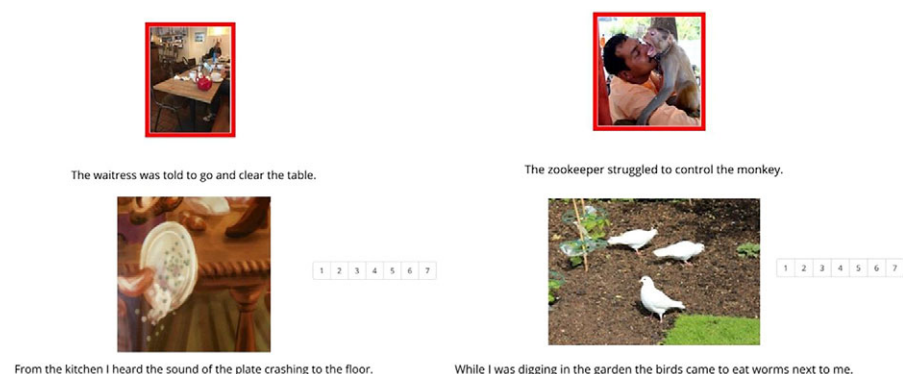 The waitress was told to go and clear the table.
1 2 3 4 5 6 7
From the kitchen I heard the sound of the plate crashing to the floor.
The zookeeper struggled to control the monkey.
1 2 3 4 5 6 7
While I was digging in the garden the birds came to eat worms next to me.